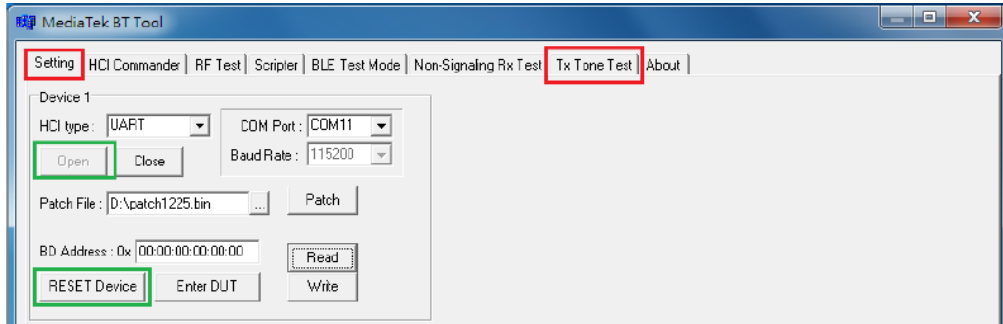 MediaTek BT Tool
Setting HCI Commander RF Test Scripter BLE Test Mode Non-Signaling Rx Test Tx Tone Test About
Device 1
HCI type : UART COM Port : COM11
Open Close Baud Rate : 115200
Patch File : D:\patch1225.bin ... Patch
BD Address : 0x 00:00:00:00:00:00 Read
RESET Device Enter DUT Write